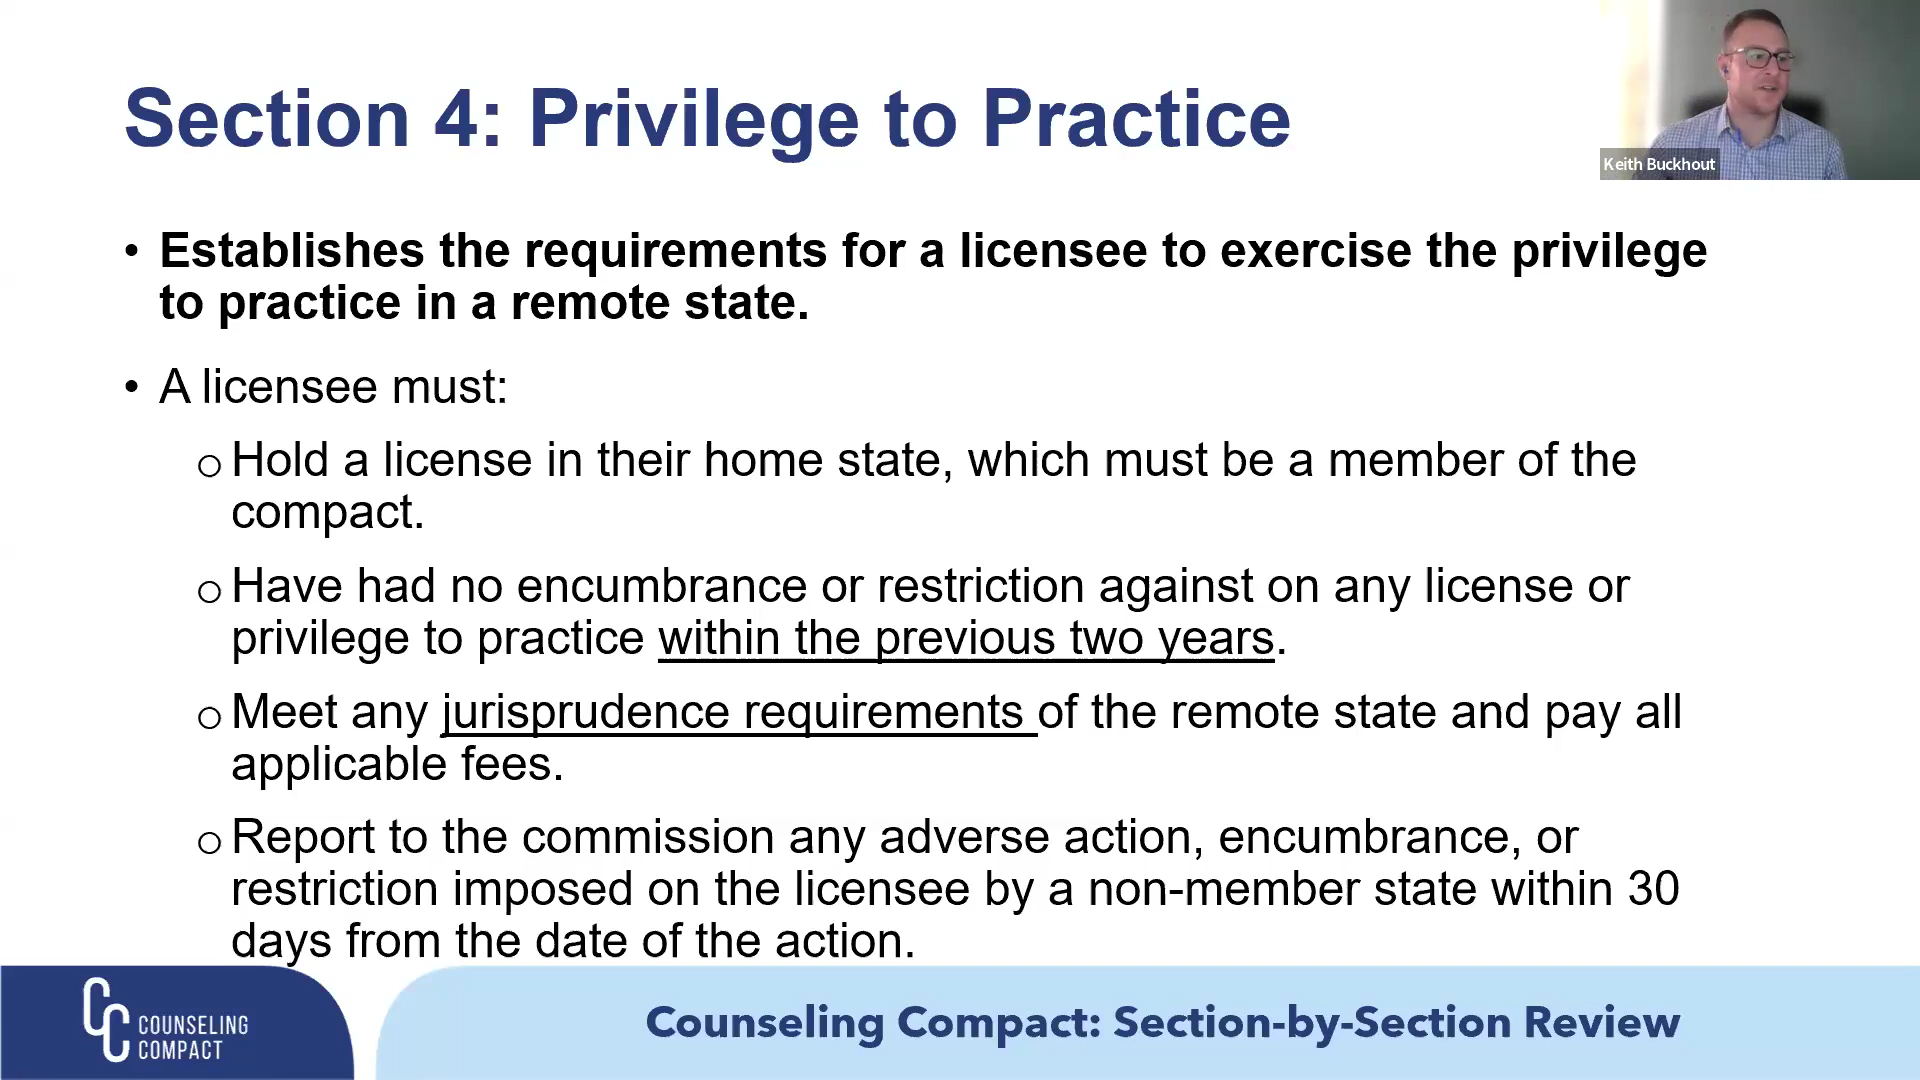 Section 4: Privilege to Practice
Keith Buckhout
• Establishes the requirements for a licensee to exercise the privilege
to practice in a remote state.
• A licensee must:
o Hold a license in their home state, which must be a member of the
compact.
o Have had no encumbrance or restriction against on any license or
privilege to practice within the previous two years.
o Meet any jurisprudence requirements of the remote state and pay all
applicable fees.
o Report to the commission any adverse action, encumbrance, or
restriction imposed on the licensee by a non-member state within 30
days from the date of the action.
CC COUNSELING
COMPACT
Counseling Compact: Section-by-Section Review